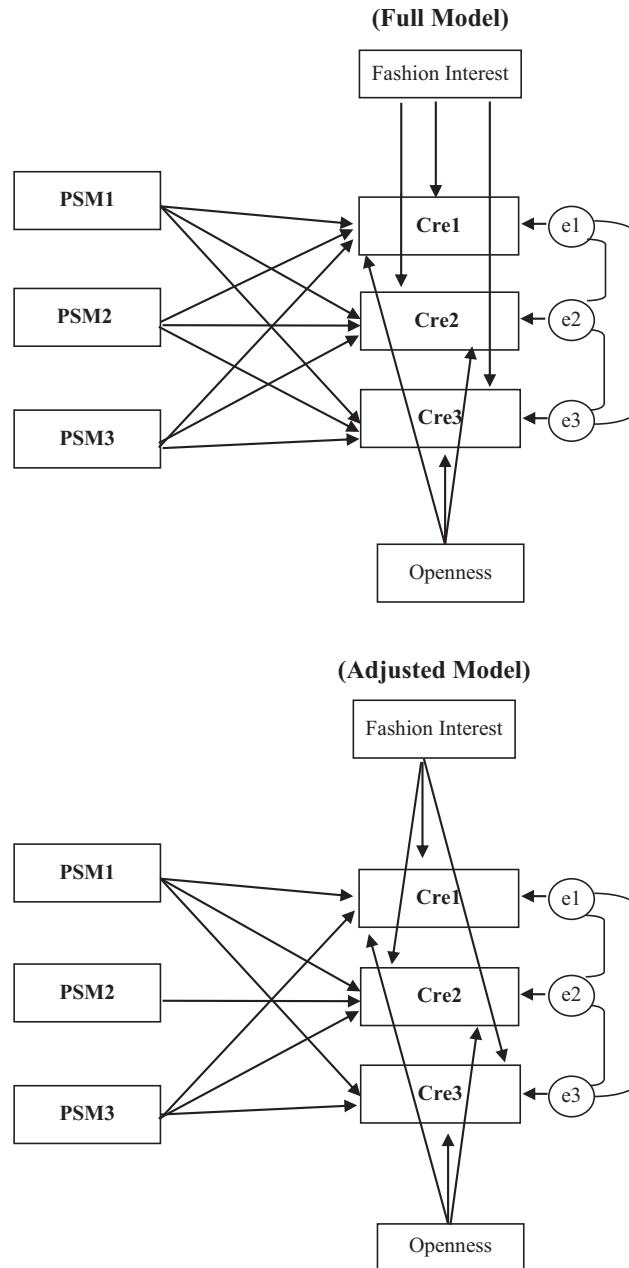 (Full Model)
Fashion Interest
PSM1
Cre1
e1
PSM2
Cre2
e2
PSM3
Cre3
e3
Openness
(Adjusted Model)
Fashion Interest
PSM1
Cre1
e1
PSM2
Cre2
e2
PSM3
Cre3
e3
Openness